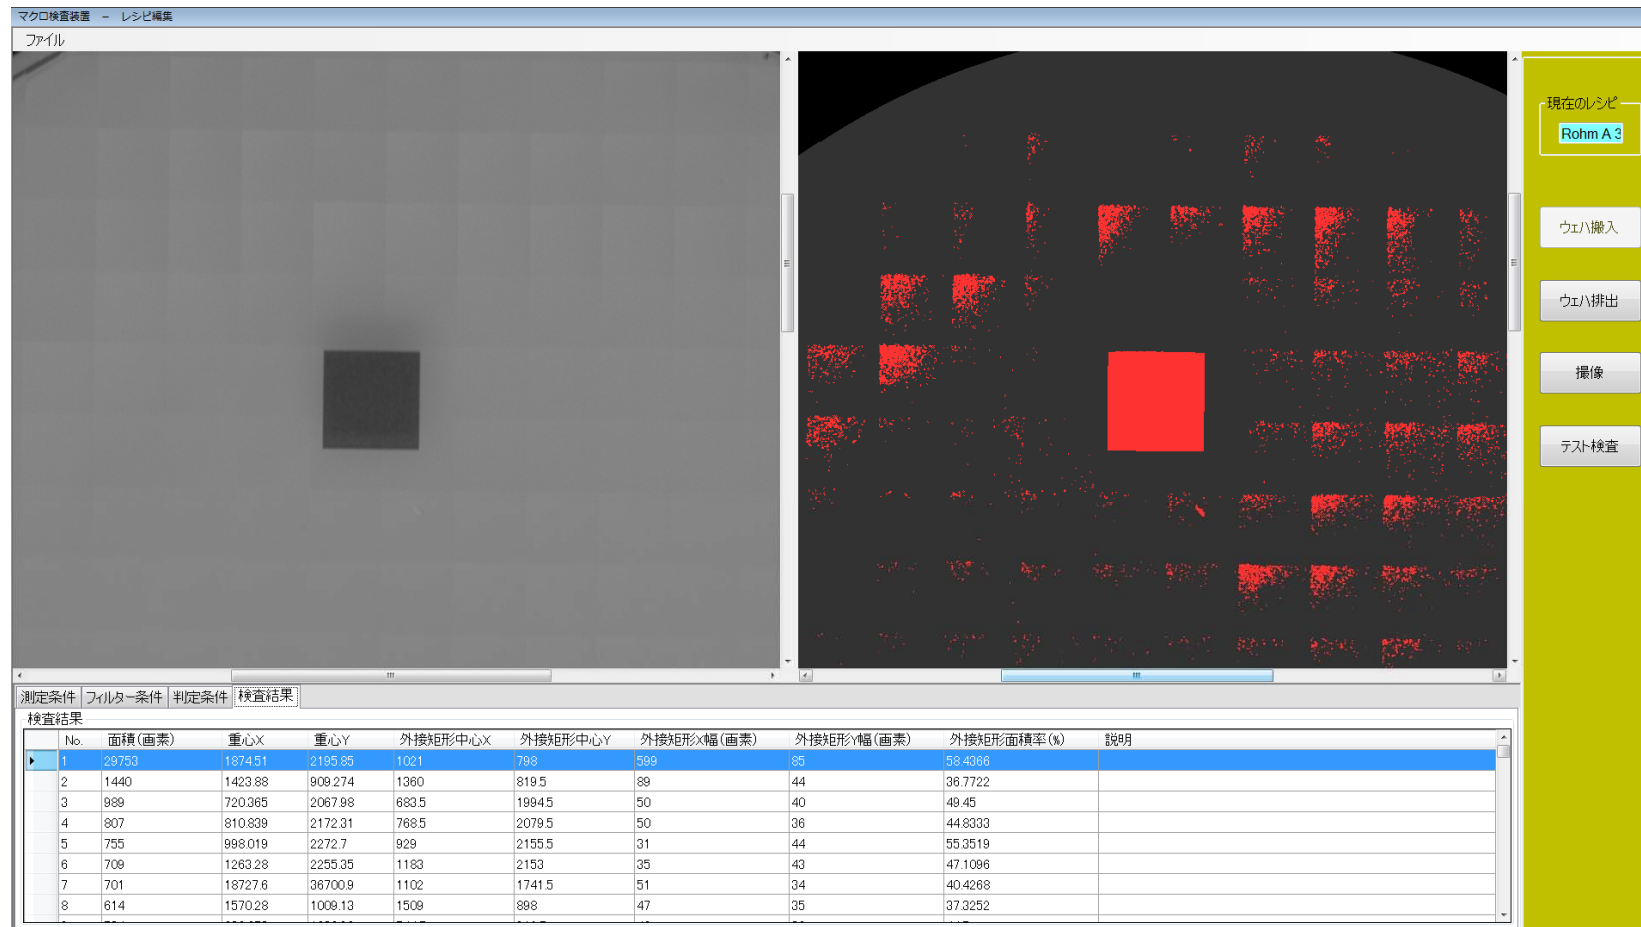 マクロ検査装置 － レシピ編集
ファイル
現在のレシピ
Rohm A 3
ウェハ搬入
ウェハ排出
撮像
テスト検査
測定条件 フィルター条件 判定条件 検査結果
検査結果
No. 面積(画素) 重心X 重心Y 外接矩形中心X 外接矩形中心Y 外接矩形X幅(画素) 外接矩形Y幅(画素) 外接矩形面積率(%) 説明
1 29753 1874.51 2195.85 1021 798 599 85 58.4366
2 1440 1423.88 909.274 1360 819.5 89 44 36.7722
3 989 720.365 2067.98 683.5 1994.5 50 40 49.45
4 807 810.839 2172.31 768.5 2079.5 50 36 44.8333
5 755 998.019 2272.7 929 2155.5 31 44 55.3519
6 709 1263.28 2255.35 1183 2153 35 43 47.1096
7 701 18727.6 36700.9 1102 1741.5 51 34 40.4268
8 614 1570.28 1009.13 1509 898 47 35 37.3252